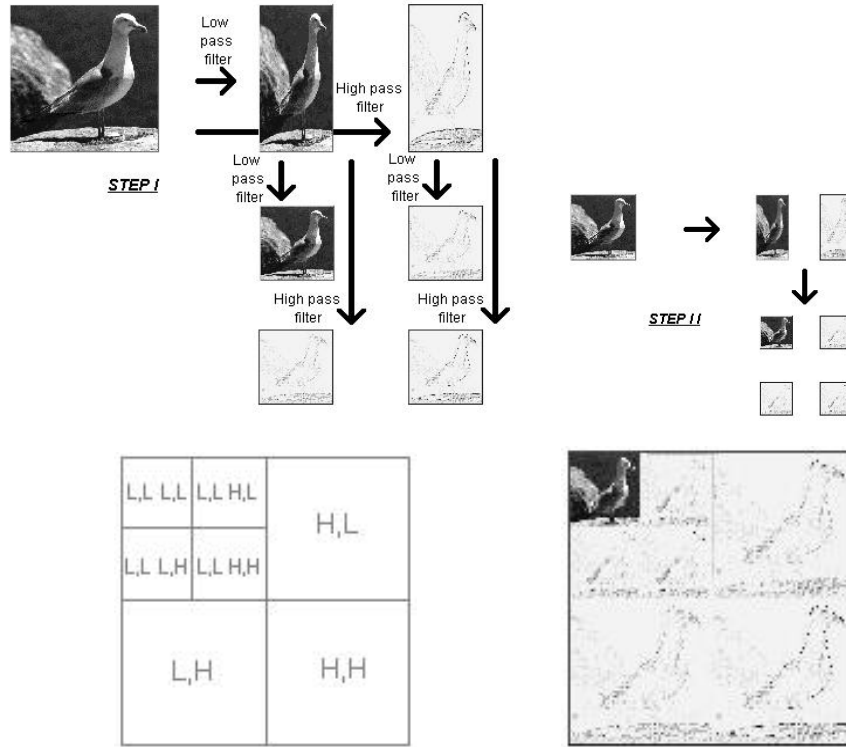 Low
pass
filter
High pass
filter
Low
pass
filter
Low
pass
filter
STEP I
High pass
filter
High pass
filter
STEP II
L,L L,L
L,L H,L
H,L
L,L L,H
L,L H,H
L,H
H,H